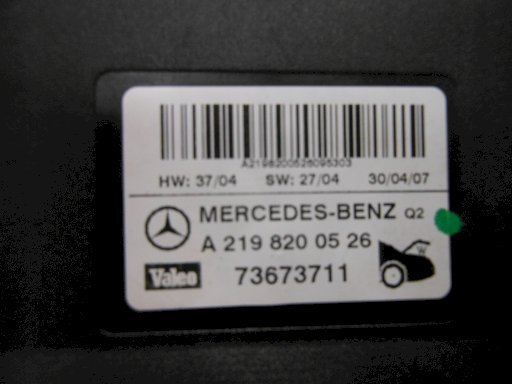 A2198200526095303
HW: 37/04 SW: 27/04 30/04/07
MERCEDES-BENZ Q2
A 219 820 05 26
Valeo 73673711